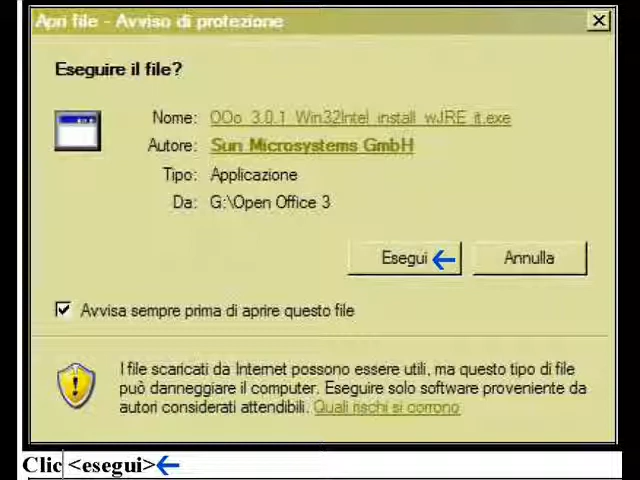 Apri file - Avviso di protezione
Eseguire il file?
Nome: OOo_3.0.1_Win32Intel_install_wJRE_it.exe
Autore: Sun Microsystems GmbH
Tipo: Applicazione
Da: G:\Open Office 3
Esegui Annulla
Avvisa sempre prima di aprire questo file
I file scaricati da Internet possono essere utili, ma questo tipo di file
può danneggiare il computer. Eseguire solo software proveniente da
autori considerati attendibili. Quali rischi si corrono
Clic <esegui>